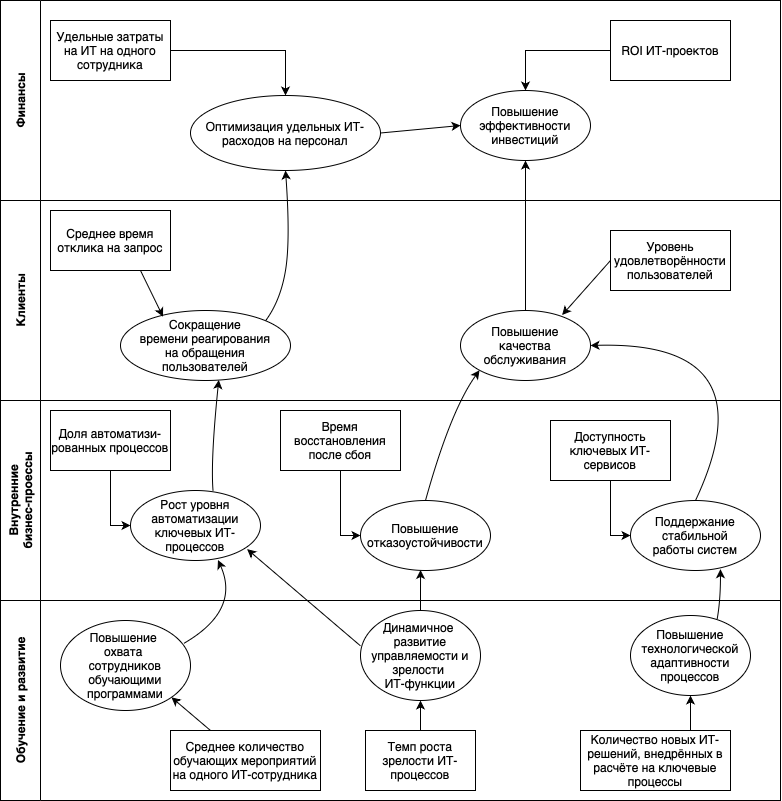 Финансы
Удельные затраты
на ИТ на одного
сотрудника
ROI ИТ-проектов
Оптимизация удельных ИТ-
расходов на персонал
Повышение
эффективности
инвестиций
Клиенты
Среднее время
отклика на запрос
Уровень
удовлетворённости
пользователей
Сокращение
времени реагирования
на обращения
пользователей
Повышение
качества
обслуживания
Внутренние
бизнес-проессы
Доля автоматизи-
рованных процессов
Время
восстановления
после сбоя
Доступность
ключевых ИТ-
сервисов
Рост уровня
автоматизации
ключевых ИТ-
процессов
Повышение
отказоустойчивости
Поддержание
стабильной
работы систем
Обучение и развитие
Повышение
охвата
сотрудников
обучающими
программами
Динамичное
развитие
управляемости и
зрелости
ИТ-функции
Повышение
технологической
адаптивности
процессов
Среднее количество
обучающих мероприятий
на одного ИТ-сотрудника
Темп роста
зрелости ИТ-
процессов
Количество новых ИТ-
решений, внедрённых в
расчёте на ключевые
процессы